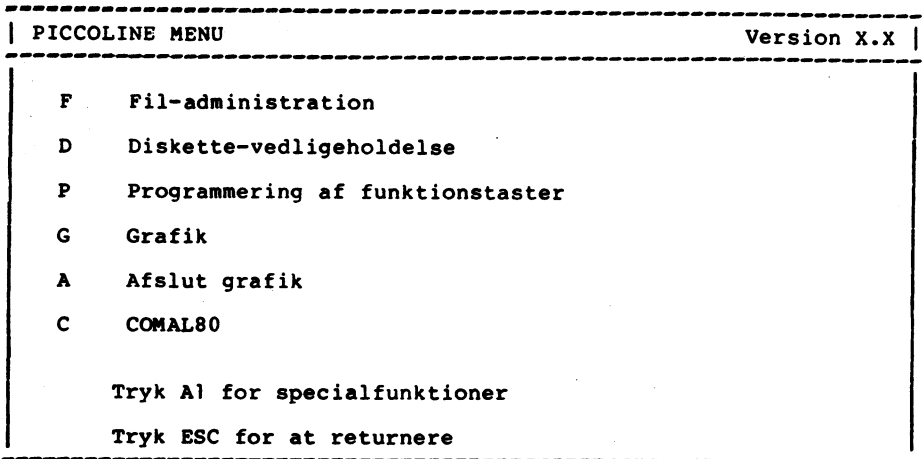 PICCOLINE MENU Version X.X
F Fil-administration
D Diskette-vedligeholdelse
P Programmering af funktionstaster
G Grafik
A Afslut grafik
C COMAL80
Tryk A1 for specialfunktioner
Tryk ESC for at returnere